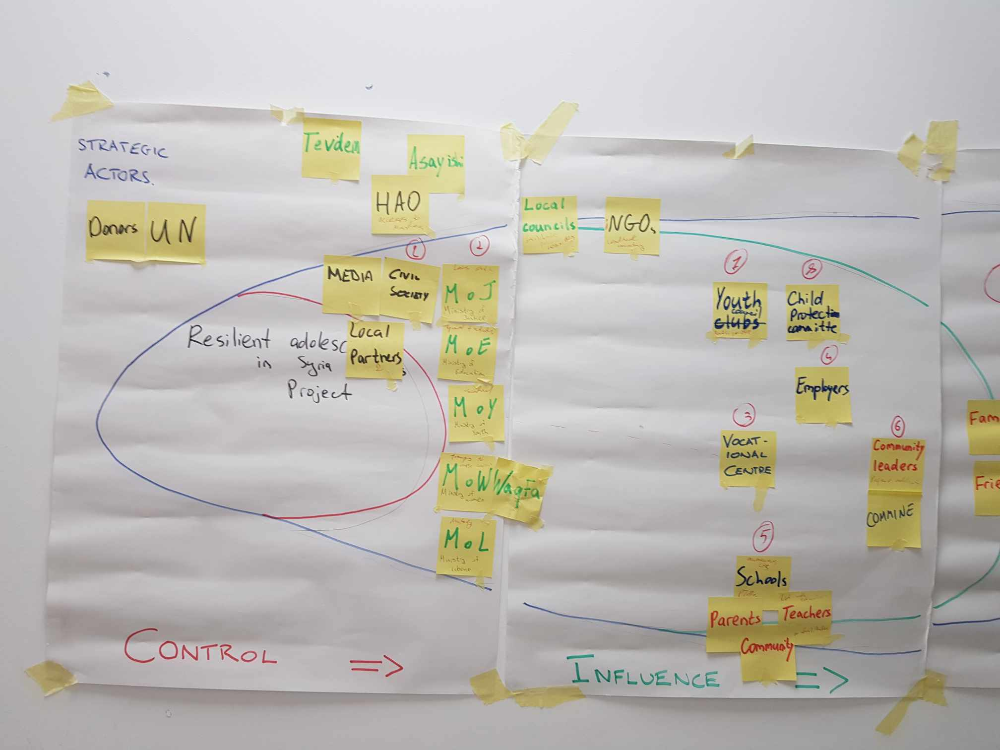 STRATEGIC
ACTORS.
Donors
UN
Tevdem
Asayishi
HAO
access to
MEDIA
CIVIL
SOCIETY
2
MoJ
Ministry of
Justice
MoE
Ministry of
Education
MoY
Ministry of
Youth
MoW
Ministry of
women
Waqfa
MoL
Ministry of
Labour
Resilient adolesc
in Syria
Project
Local
Partners
CONTROL =>
Local
councils
iNGOs
1
Youth
council
clubs
8
Child
Protection
committe
4
Employers
3
VOCAT-
IONAL
CENTRE
6
Community
leaders
COMMINE
5
Schools
Parents
Teachers
Community
INFLUENCE =>
Fam
Frie